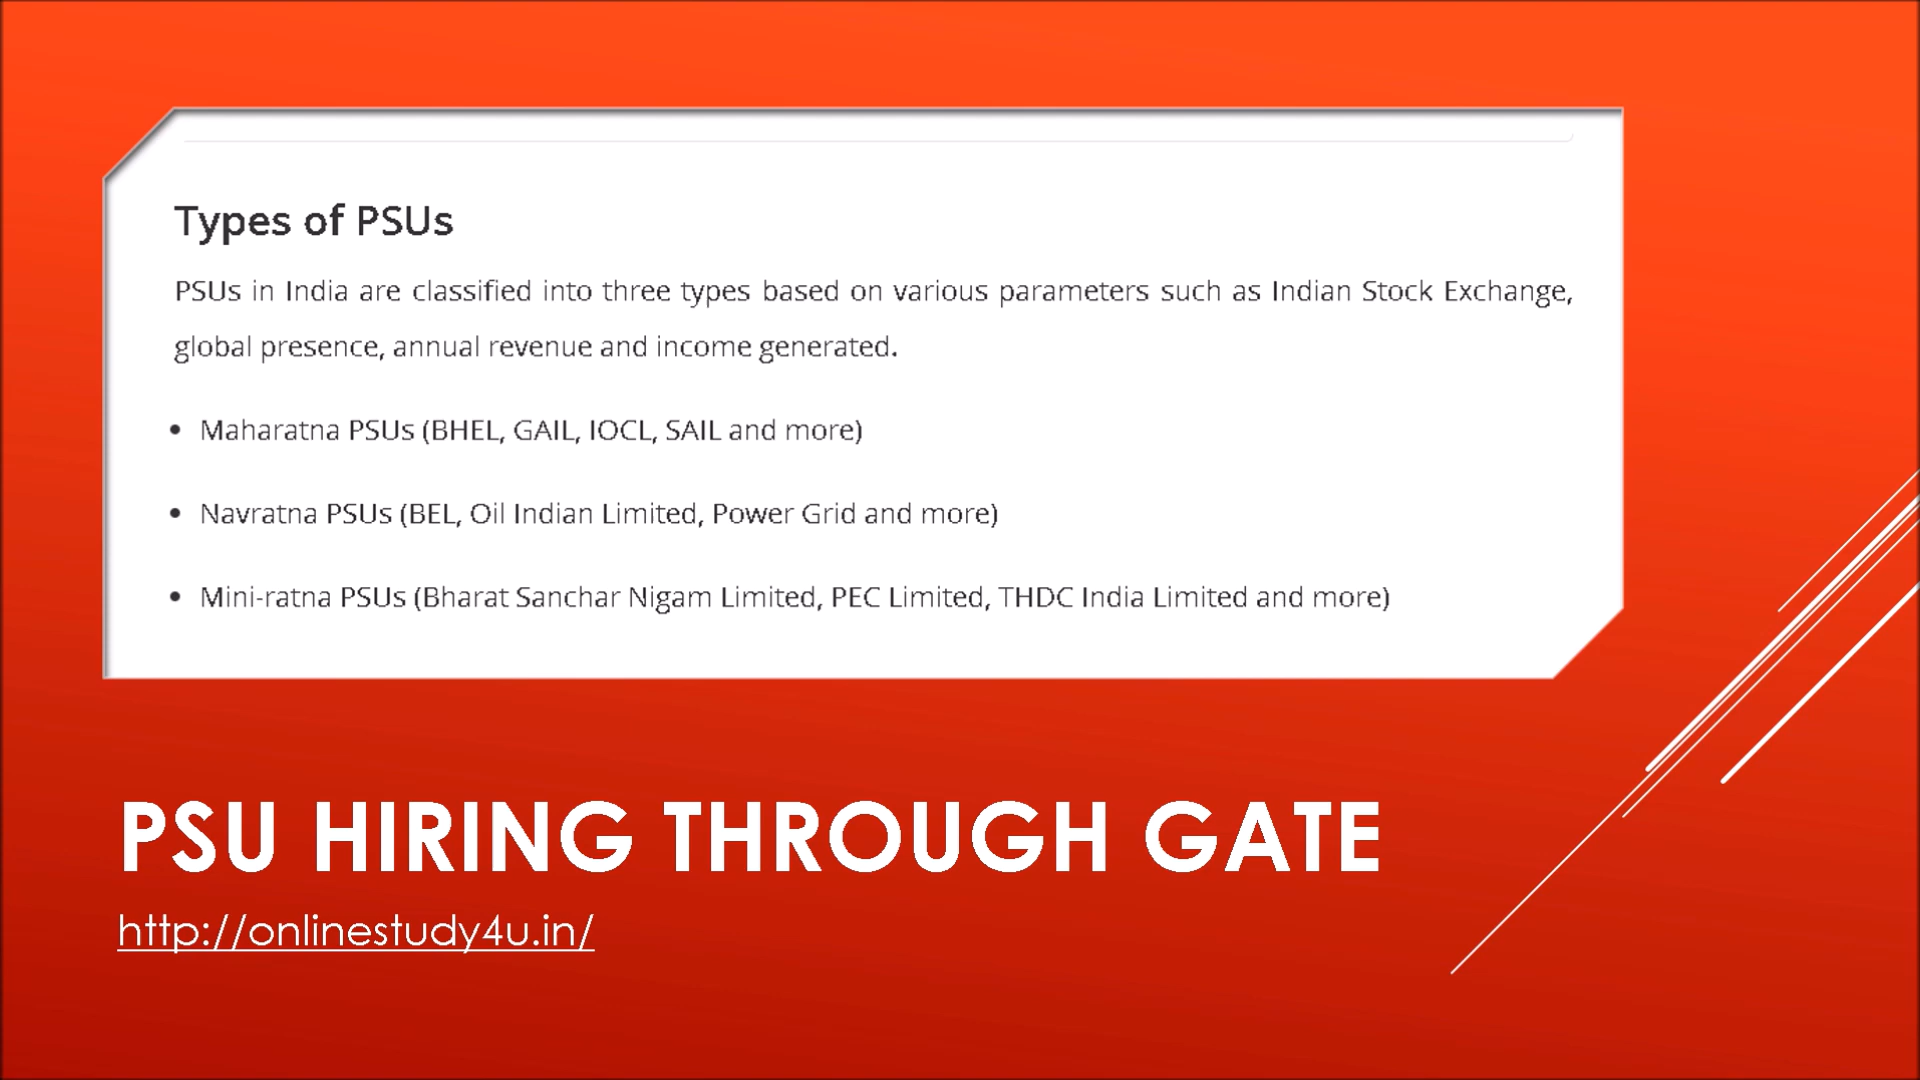 Types of PSUs
PSUs in India are classified into three types based on various parameters such as Indian Stock Exchange,
global presence, annual revenue and income generated.
• Maharatna PSUs (BHEL, GAIL, IOCL, SAIL and more)
• Navratna PSUs (BEL, Oil Indian Limited, Power Grid and more)
• Mini-ratna PSUs (Bharat Sanchar Nigam Limited, PEC Limited, THDC India Limited and more)
PSU HIRING THROUGH GATE
http://onlinestudy4u.in/